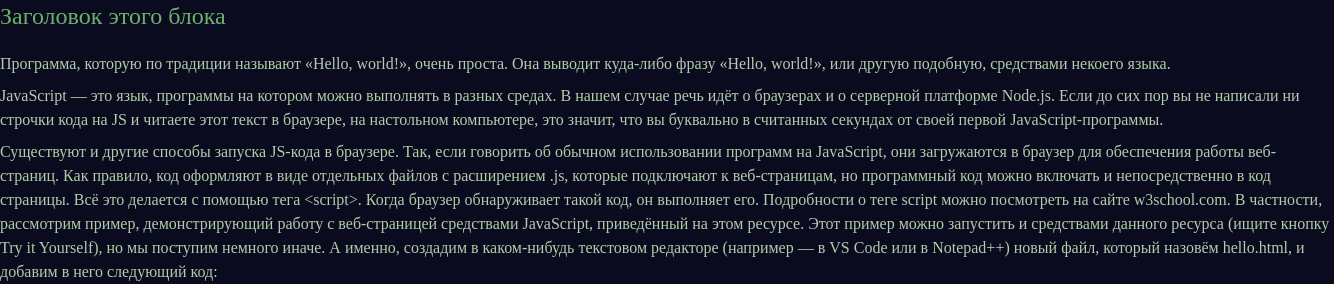 Заголовок этого блока
Программа, которую по традиции называют «Hello, world!», очень проста. Она выводит куда-либо фразу «Hello, world!», или другую подобную, средствами некоего языка.
JavaScript — это язык, программы на котором можно выполнять в разных средах. В нашем случае речь идёт о браузерах и о серверной платформе Node.js. Если до сих пор вы не написали ни
строчки кода на JS и читаете этот текст в браузере, на настольном компьютере, это значит, что вы буквально в считанных секундах от своей первой JavaScript-программы.
Существуют и другие способы запуска JS-кода в браузере. Так, если говорить об обычном использовании программ на JavaScript, они загружаются в браузер для обеспечения работы веб-
страниц. Как правило, код оформляют в виде отдельных файлов с расширением .js, которые подключают к веб-страницам, но программный код можно включать и непосредственно в код
страницы. Всё это делается с помощью тега <script>. Когда браузер обнаруживает такой код, он выполняет его. Подробности о теге script можно посмотреть на сайте w3school.com. В частности,
рассмотрим пример, демонстрирующий работу с веб-страницей средствами JavaScript, приведённый на этом ресурсе. Этот пример можно запустить и средствами данного ресурса (ищите кнопку
Try it Yourself), но мы поступим немного иначе. А именно, создадим в каком-нибудь текстовом редакторе (например — в VS Code или в Notepad++) новый файл, который назовём hello.html, и
добавим в него следующий код: